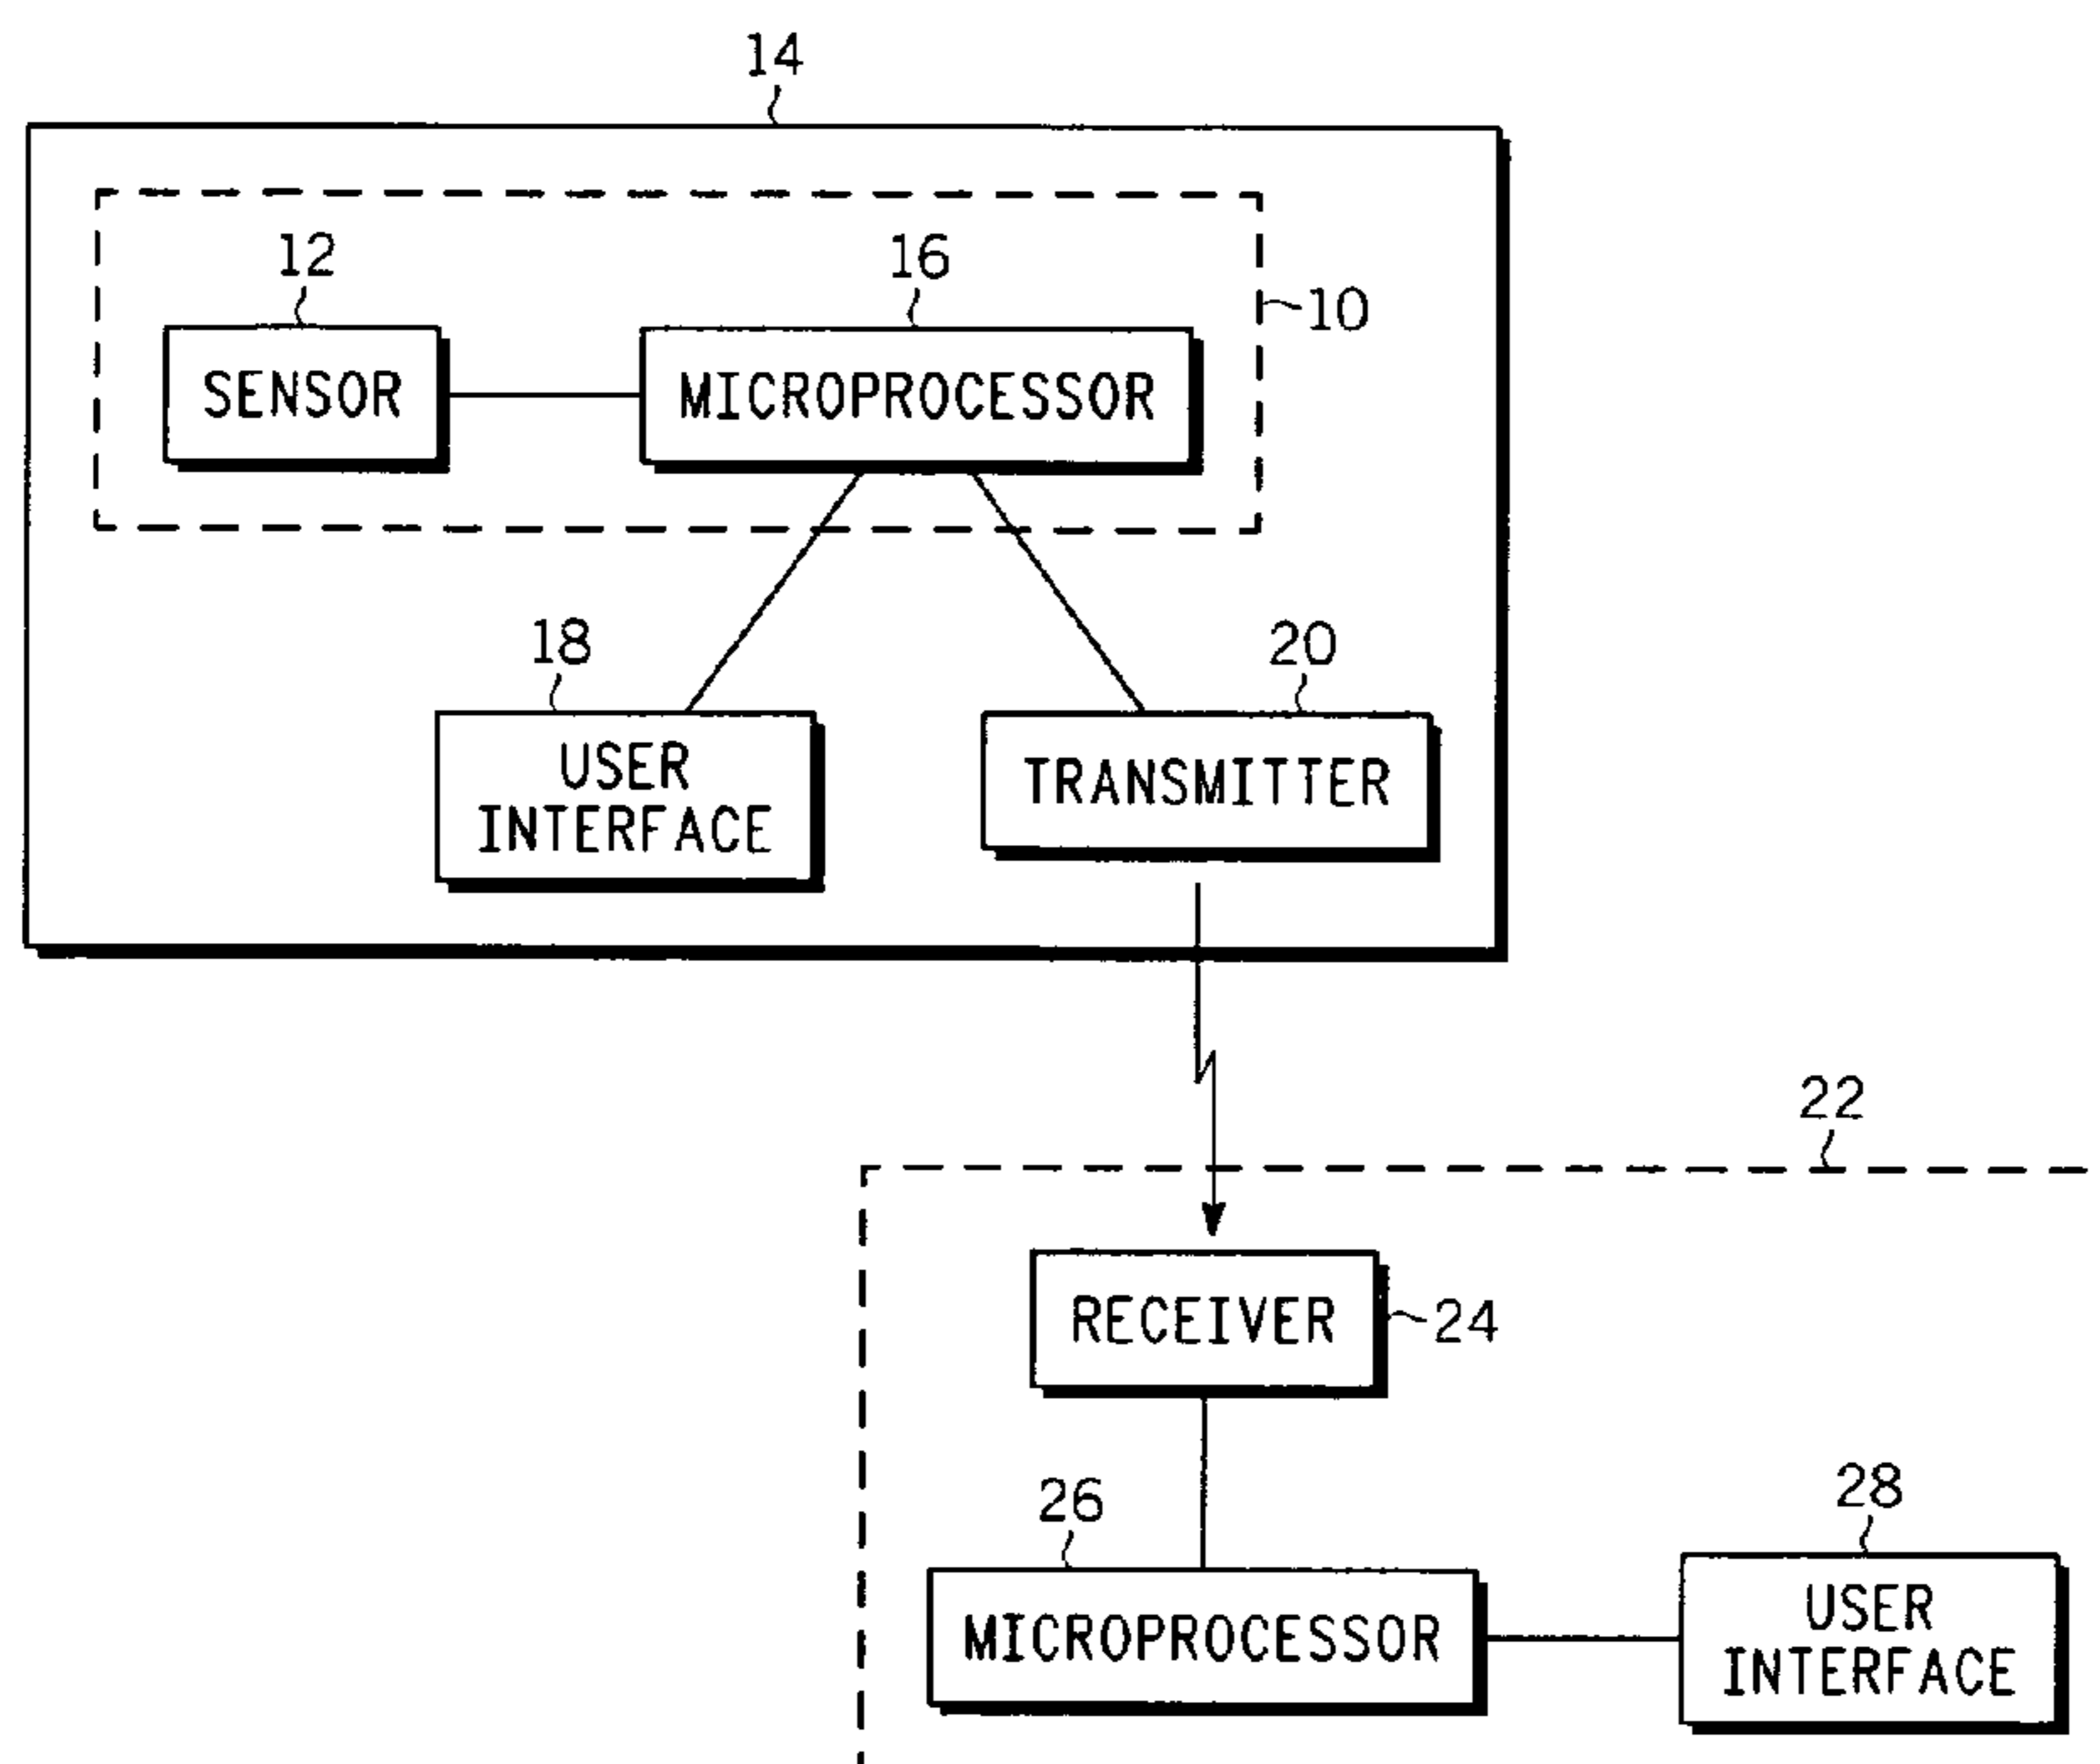 14
12
16
10
SENSOR
MICROPROCESSOR
18
20
USER
INTERFACE
TRANSMITTER
22
RECEIVER
24
26
28
MICROPROCESSOR
USER
INTERFACE